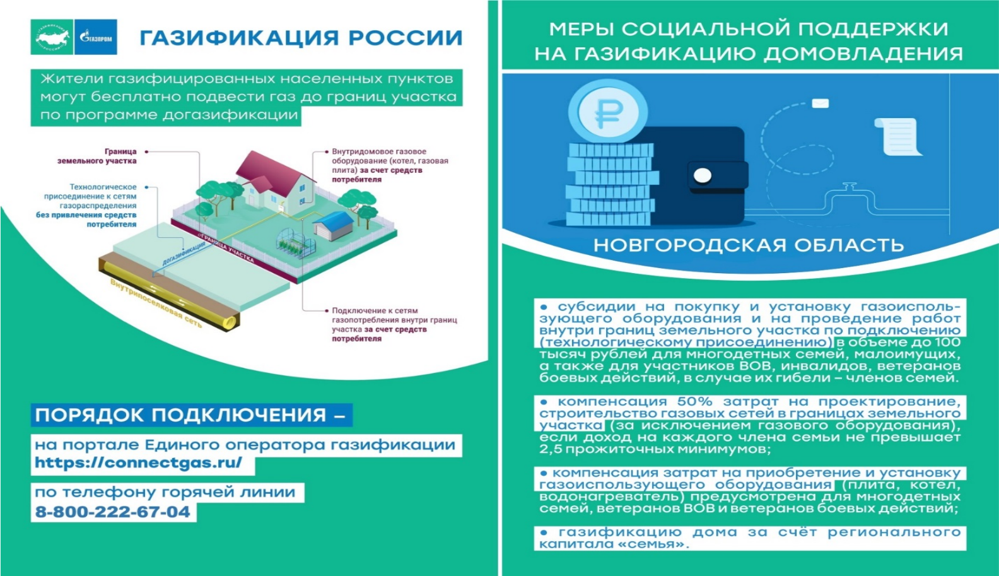 ГАЗПРОМ
ГАЗИФИКАЦИЯ РОССИИ
Жители газифицированных населенных пунктов
могут бесплатно подвести газ до границ участка
по программе догазификации
Граница
земельного участка
Технологическое
присоединение к сетям
газораспределения
без привлечения средств
потребителя
Внутридомовое газовое
оборудование (котел, газовая
плита) за счет средств
потребителя
ГРАНИЦА УЧАСТКА
ДОГАЗИФИКАЦИЯ
Внутрипоселковая сеть
Подключение к сетям
газопотребления внутри границ
участка за счет средств
потребителя
ПОРЯДОК ПОДКЛЮЧЕНИЯ –
на портале Единого оператора газификации
https://connectgas.ru/
по телефону горячей линии
8-800-222-67-04
МЕРЫ СОЦИАЛЬНОЙ ПОДДЕРЖКИ
НА ГАЗИФИКАЦИЮ ДОМОВЛАДЕНИЯ
НОВГОРОДСКАЯ ОБЛАСТЬ
• субсидии на покупку и установку газоисполь-
зующего оборудования и на проведение работ
внутри границ земельного участка по подключению
(технологическому присоединению) в объеме до 100
тысяч рублей для многодетных семей, малоимущих,
а также для участников ВОВ, инвалидов, ветеранов
боевых действий, в случае их гибели – членов семей.
• компенсация 50% затрат на проектирование,
строительство газовых сетей в границах земельного
участка (за исключением газового оборудования),
если доход на каждого члена семьи не превышает
2,5 прожиточных минимумов;
• компенсация затрат на приобретение и установку
газоиспользующего оборудования (плита, котел,
водонагреватель) предусмотрена для многодетных
семей, ветеранов ВОВ и ветеранов боевых действий;
• газификацию дома за счёт регионального
капитала «семья».